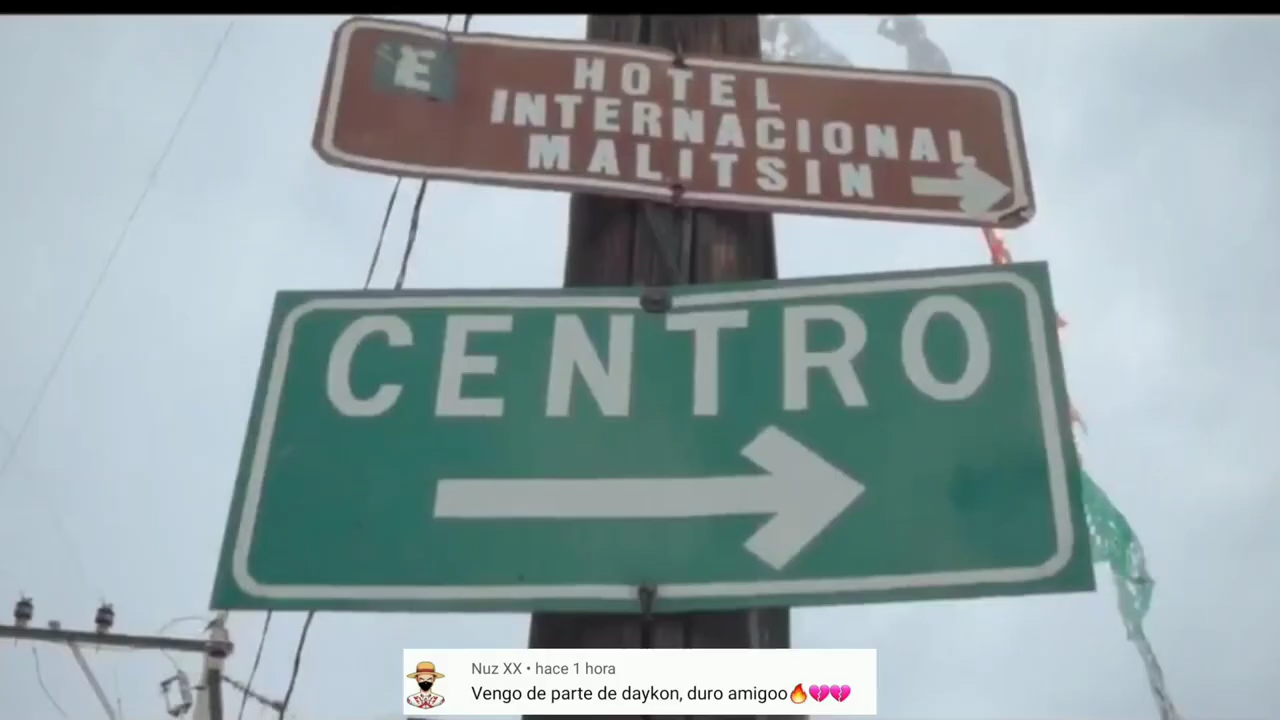 E
HOTEL
INTERNACIONAL
MALITSIN
CENTRO
Nuz XX • hace 1 hora
Vengo de parte de daykon, duro amigoo🔥💔💔